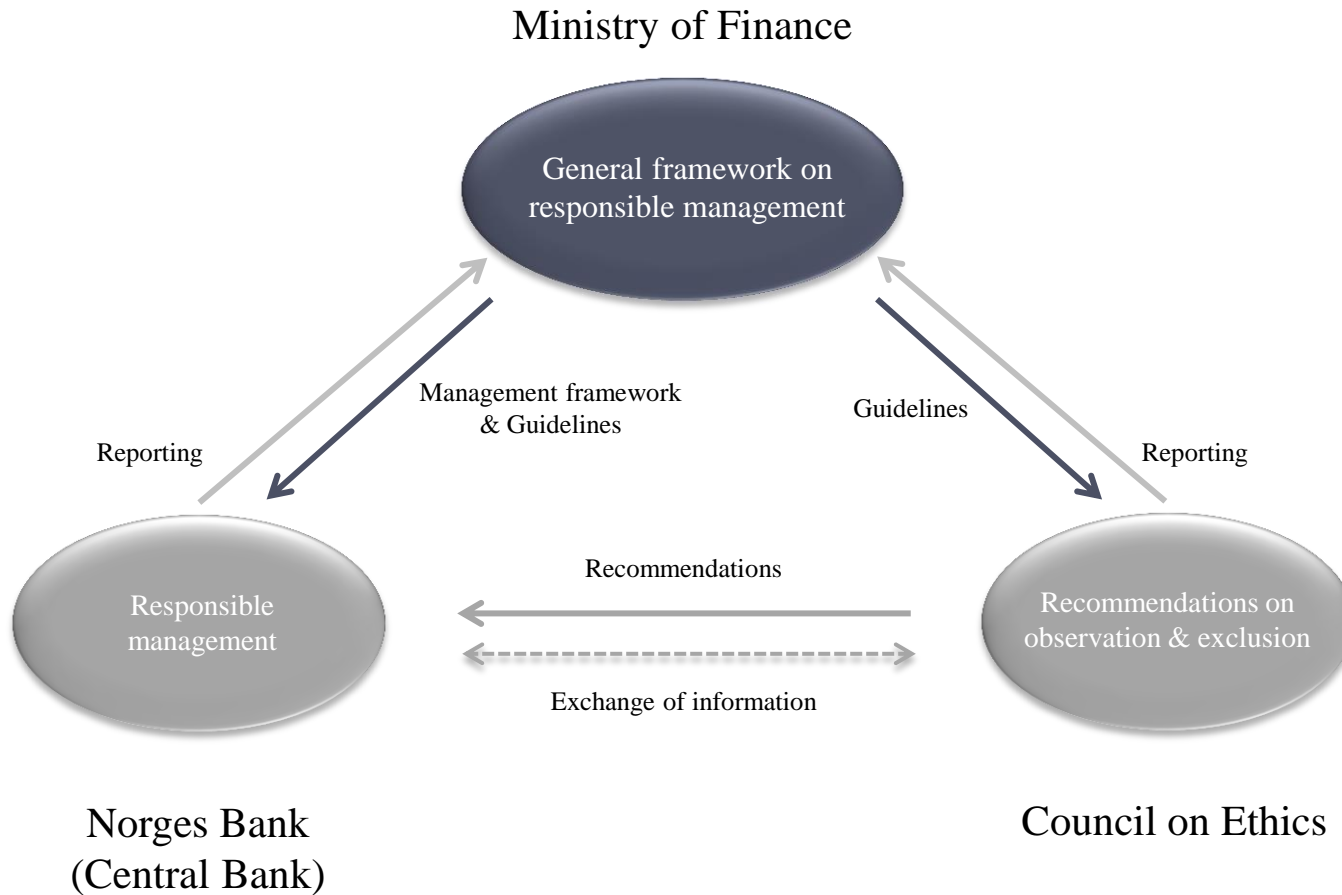 Ministry of Finance
General framework on
responsible management
Management framework
& Guidelines
Guidelines
Reporting
Reporting
Recommendations
Responsible
management
Recommendations on
observation & exclusion
Exchange of information
Norges Bank
(Central Bank)
Council on Ethics